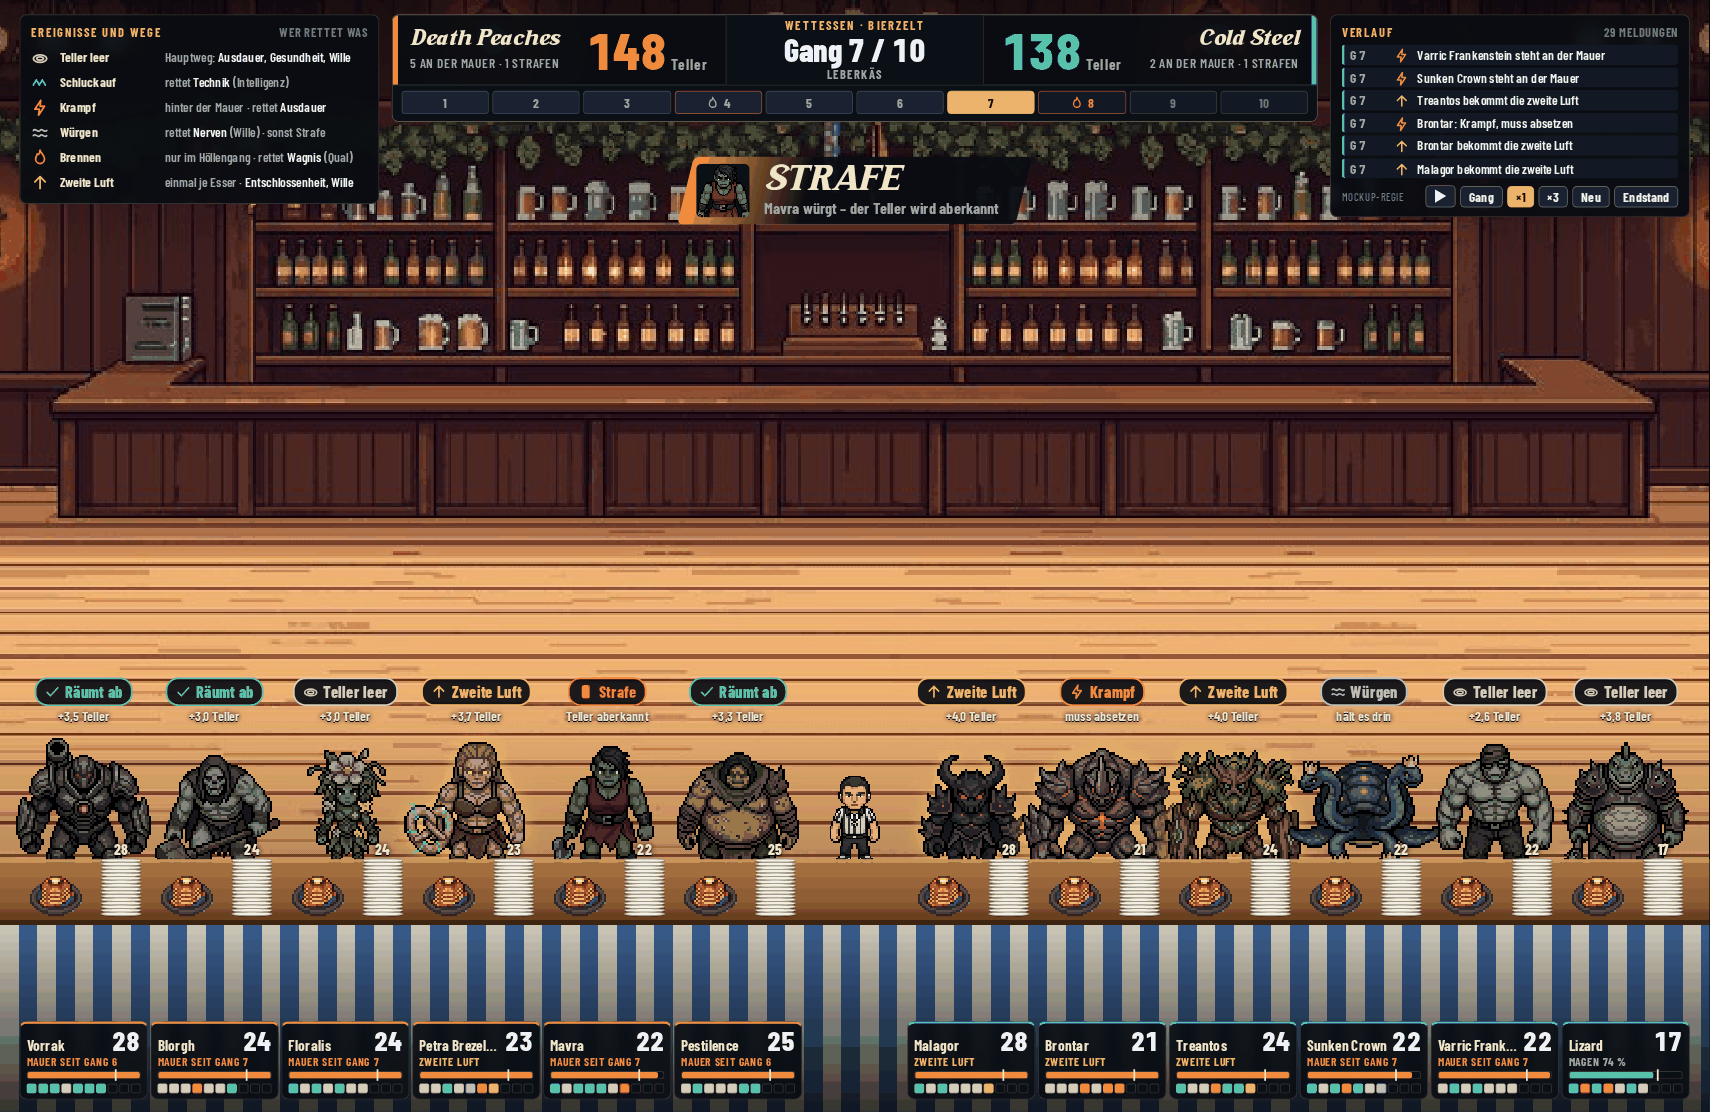 EREIGNISSE UND WEGE
WER RETTET WAS
Teller leer Hauptweg: Ausdauer, Gesundheit, Wille
Schluckauf rettet Technik (Intelligenz)
Krampf hinter der Mauer · rettet Ausdauer
Würgen rettet Nerven (Wille) · sonst Strafe
Brennen nur im Höllengang · rettet Wagnis (Qual)
Zweite Luft einmal je Esser · Entschlossenheit, Wille
Death Peaches
5 AN DER MAUER · 1 STRAFEN
148 Teller
WETTESSEN · BIERZELT
Gang 7 / 10
LEBERKÄS
138 Teller
Cold Steel
2 AN DER MAUER · 1 STRAFEN
1 2 3 4 5 6 7 8 9 10
VERLAUF
29 MELDUNGEN
G 7 Varric Frankenstein steht an der Mauer
G 7 Sunken Crown steht an der Mauer
G 7 Treantos bekommt die zweite Luft
G 7 Brontar: Krampf, muss absetzen
G 7 Brontar bekommt die zweite Luft
G 7 Malagor bekommt die zweite Luft
MOCKUP-REGIE Gang ×1 ×3 Neu Endstand
STRAFE
Mavra würgt – der Teller wird aberkannt
Räumt ab Räumt ab Teller leer Zweite Luft Strafe Räumt ab Zweite Luft Krampf Zweite Luft Würgen Teller leer Teller leer
+3,5 Teller +3,0 Teller +3,0 Teller +3,7 Teller Teller aberkannt +3,3 Teller +4,0 Teller muss absetzen +4,0 Teller hält es drin +2,6 Teller +3,8 Teller
28 24 24 23 22 25 28 21 24 22 22 17
Vorrak 28
MAUER SEIT GANG 6
Blorgh 24
MAUER SEIT GANG 7
Floralis 24
MAUER SEIT GANG 7
Petra Brezel... 23
ZWEITE LUFT
Mavra 22
MAUER SEIT GANG 7
Pestilence 25
MAUER SEIT GANG 6
Malagor 28
ZWEITE LUFT
Brontar 21
ZWEITE LUFT
Treantos 24
ZWEITE LUFT
Sunken Crown 22
MAUER SEIT GANG 7
Varric Frank... 22
MAUER SEIT GANG 7
Lizard 17
MAGEN 74 %